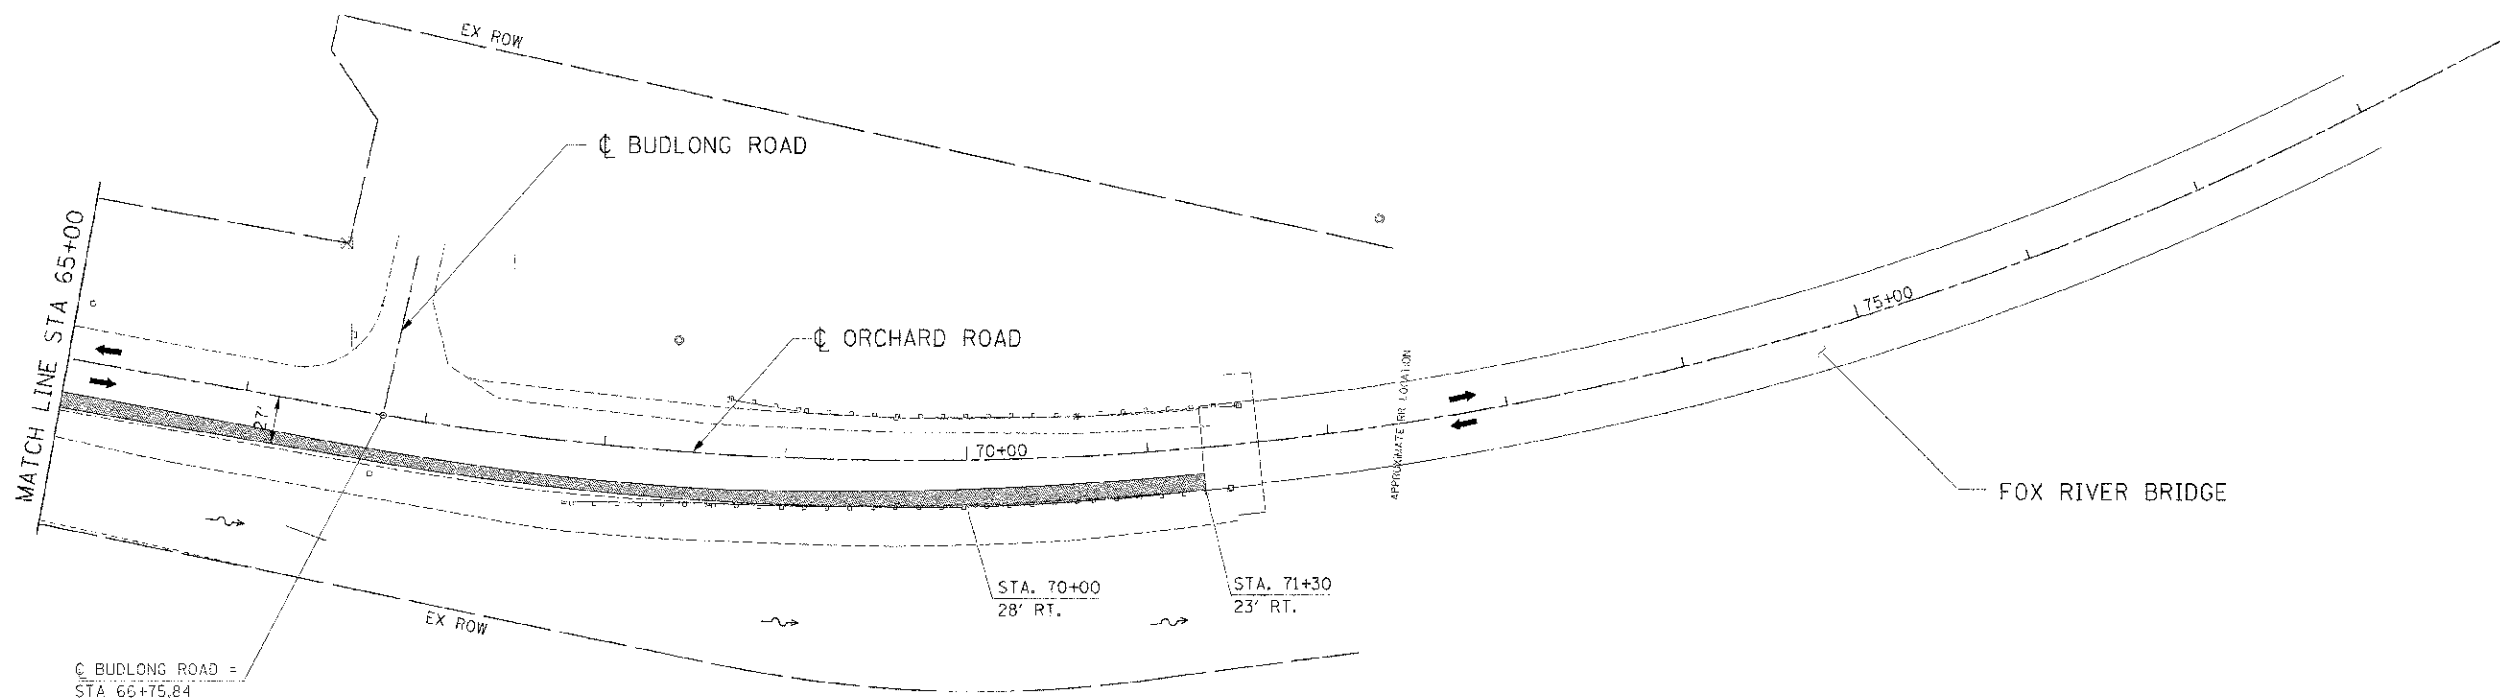 EX ROW
℄ BUDLONG ROAD
MATCH LINE STA 65+00
℄ ORCHARD ROAD
75+00
27'
70+00
APPROXIMATE RR LOCATION
FOX RIVER BRIDGE
STA. 70+00
28' RT.
STA. 71+30
23' RT.
EX ROW
℄ BUDLONG ROAD =
STA 66+75.84